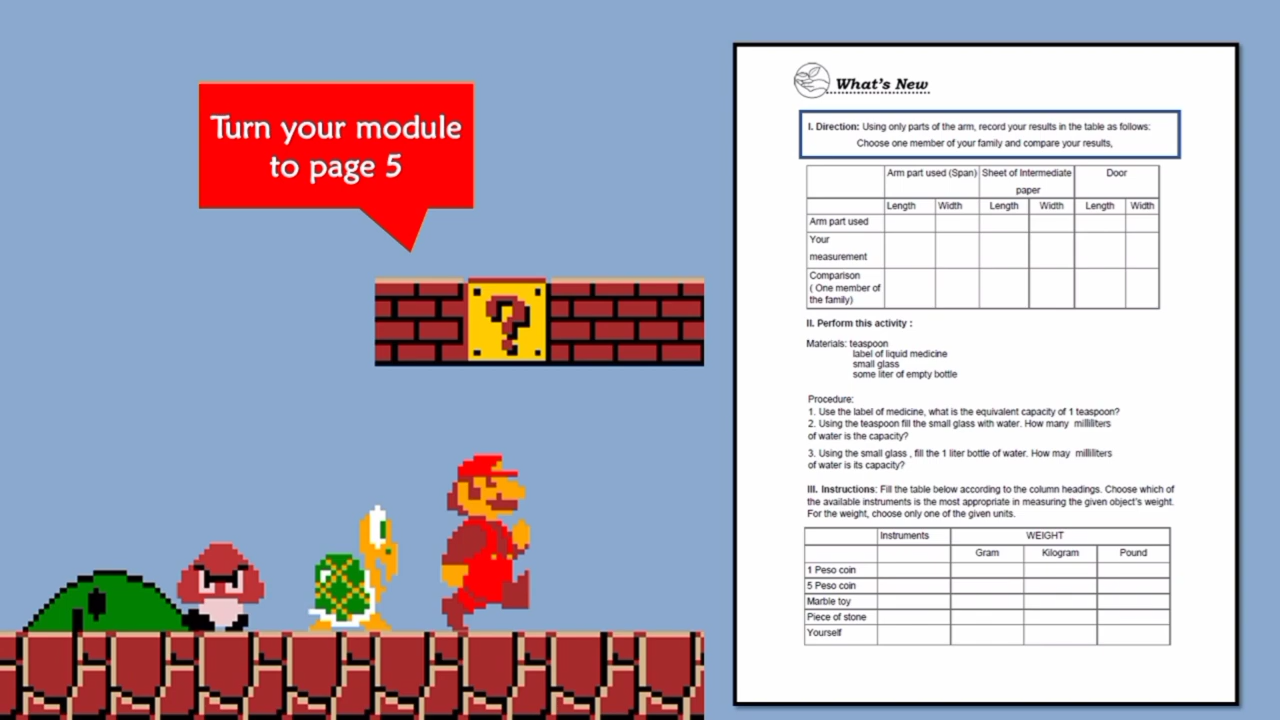 Turn your module
to page 5
?
What's New
I. Direction: Using only parts of the arm, record your results in the table as follows:
Choose one member of your family and compare your results,
Arm part used (Span) Sheet of Intermediate paper Door
Length Width Length Width Length Width
Arm part used
Your
measurement
Comparison
( One member of
the family)
II. Perform this activity :
Materials: teaspoon
label of liquid medicine
small glass
some liter of empty bottle
Procedure:
1. Use the label of medicine, what is the equivalent capacity of 1 teaspoon?
2. Using the teaspoon fill the small glass with water. How many milliliters
of water is the capacity?
3. Using the small glass , fill the 1 liter bottle of water. How may milliliters
of water is its capacity?
III. Instructions: Fill the table below according to the column headings. Choose which of
the available instruments is the most appropriate in measuring the given object's weight.
For the weight, choose only one of the given units.
Instruments WEIGHT
Gram Kilogram Pound
1 Peso coin
5 Peso coin
Marble toy
Piece of stone
Yourself